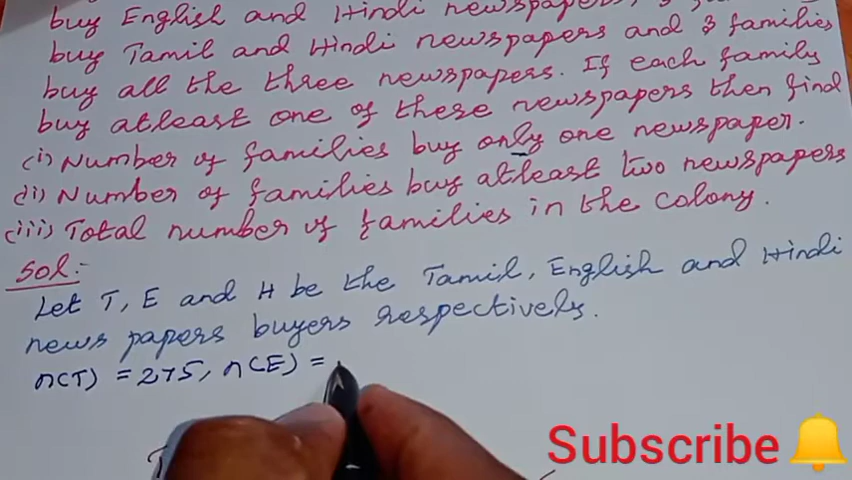 buy English and Hindi newspapers,
buy Tamil and Hindi newspapers and 8 families
buy all the three newspapers. If each family
buy atleast one of these newspapers then find
(i) Number of families buy only one newspaper.
(ii) Number of families buy atleast two newspapers
(iii) Total number of families in the colony.
Sol:-
Let T, E and H be the Tamil, English and Hindi
news papers buyers respectively.
n(T) = 275, n(E) =
Subscribe